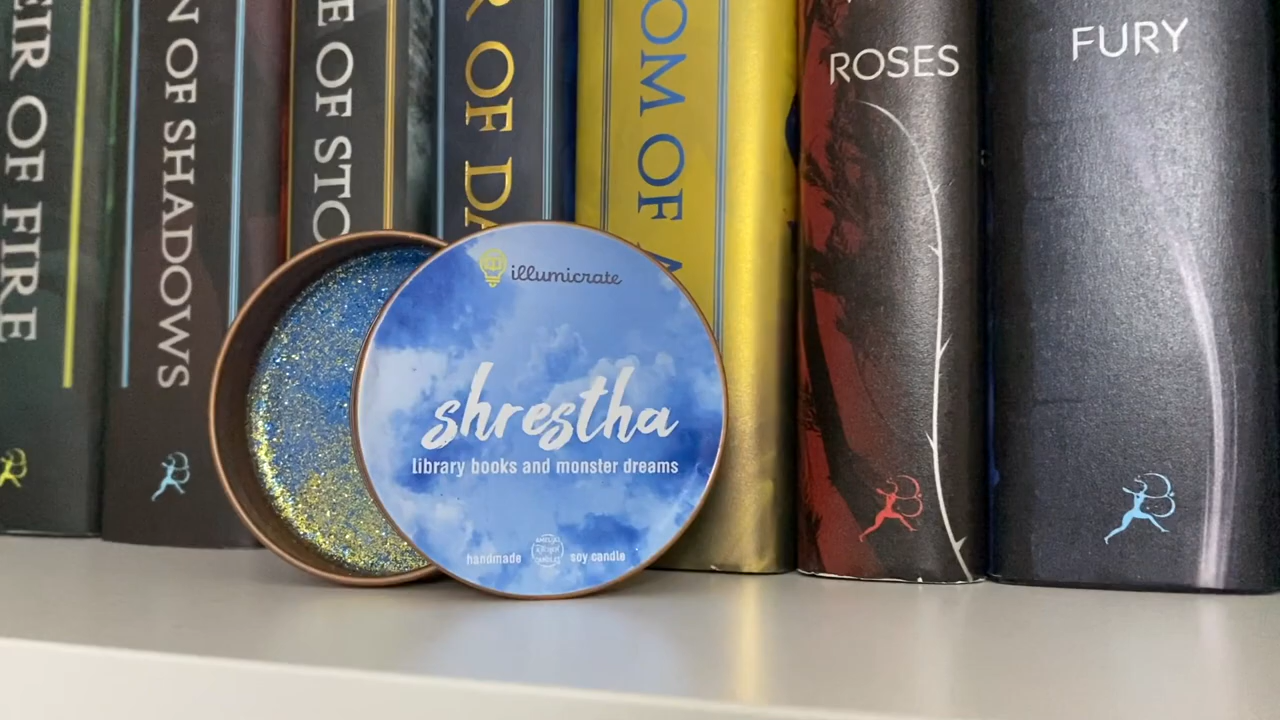 EIR OF FIRE
N OF SHADOWS
E OF STO
R OF DA
OM OF
ROSES
FURY
illumicrate
shrestha
library books and monster dreams
handmade
soy candle